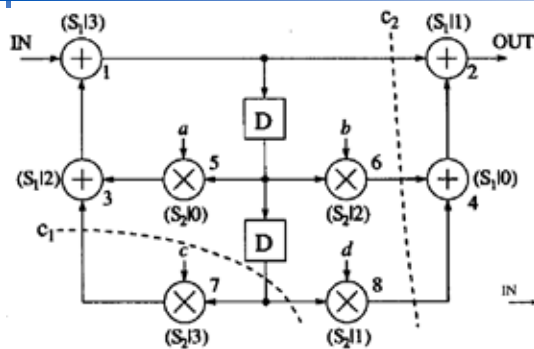 (S₁|3) c₂ (S₁|1)
IN + + OUT
1 2
D
a b
(S₁|2) + × 5 × 6 + (S₁|0)
3 (S₂|0) (S₂|2) 4
c₁ D
c d
× 7 × 8 IN
(S₂|3) (S₂|1)